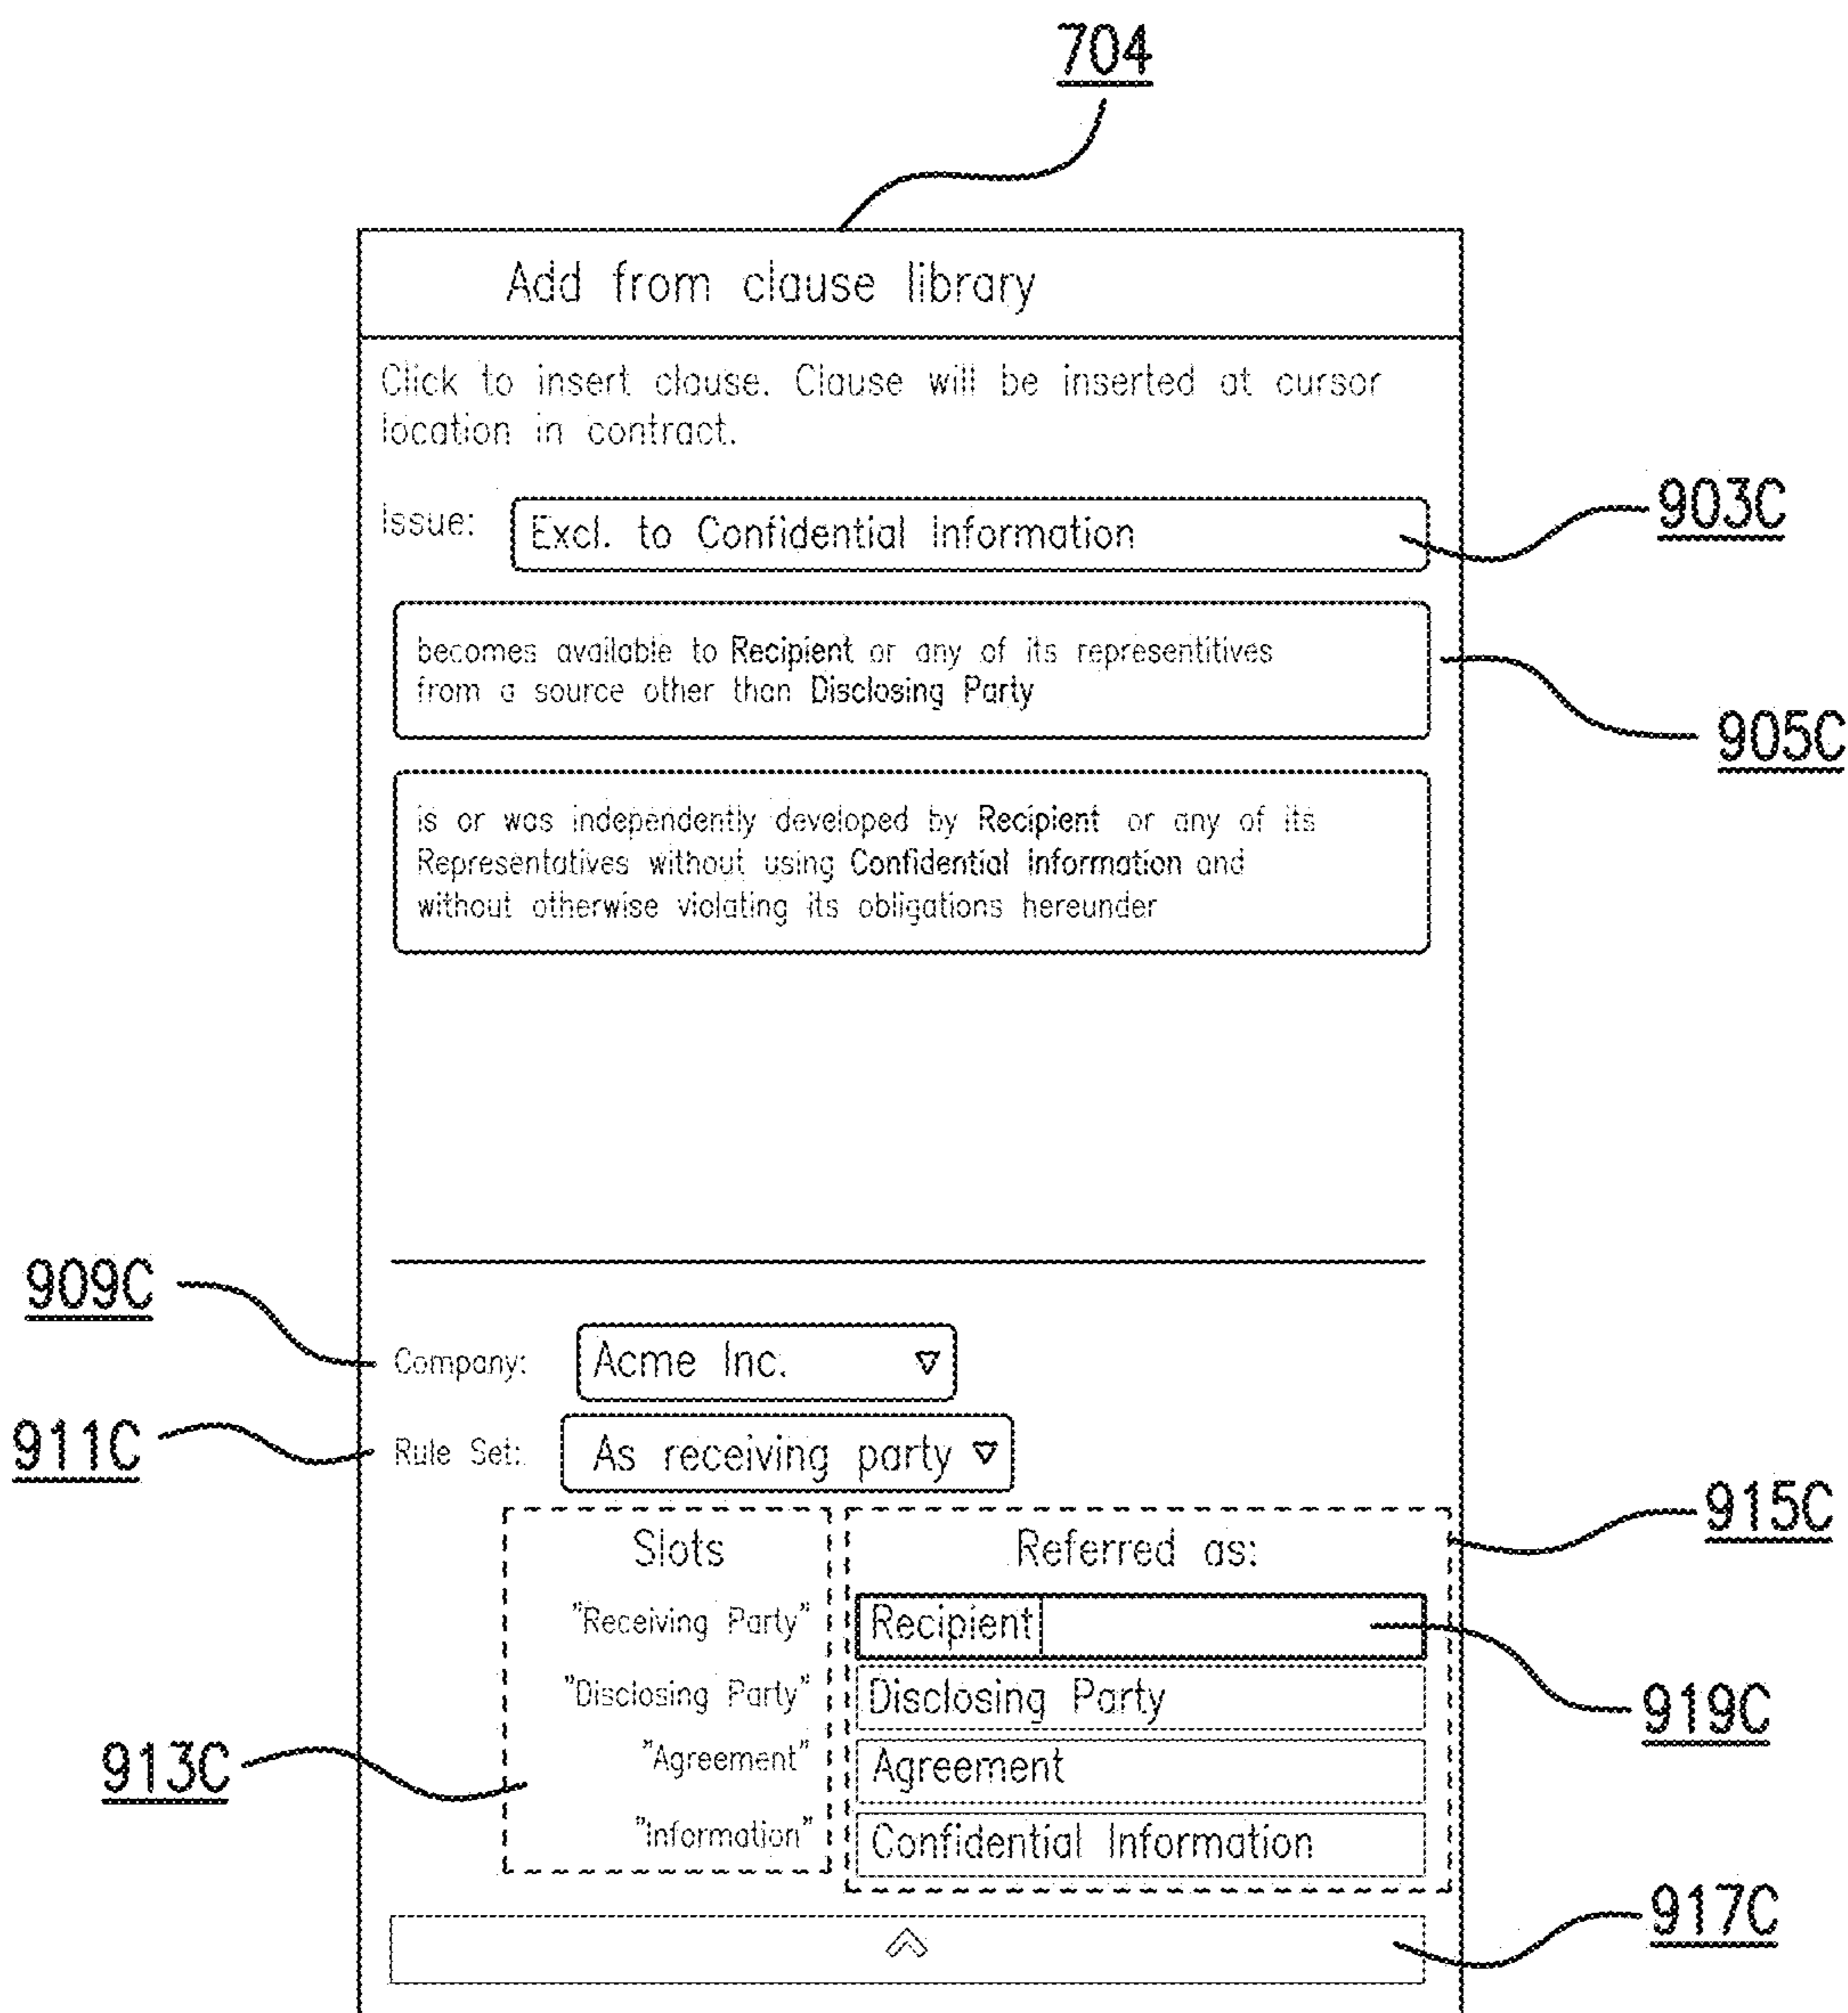 704
Add from clause library
Click to insert clause. Clause will be inserted at cursor
location in contract.
Issue:
Excl. to Confidential Information
903C
becomes available to Recipient or any of its representitives
from a source other than Disclosing Party
905C
is or was independently developed by Recipient or any of its
Representatives without using Confidential Information and
without otherwise violating its obligations hereunder
909C
Company:
Acme Inc.
911C
Rule Set:
As receiving party
915C
Slots
Referred as:
"Receiving Party"
Recipient
919C
"Disclosing Party"
Disclosing Party
913C
"Agreement"
Agreement
"Information"
Confidential Information
917C